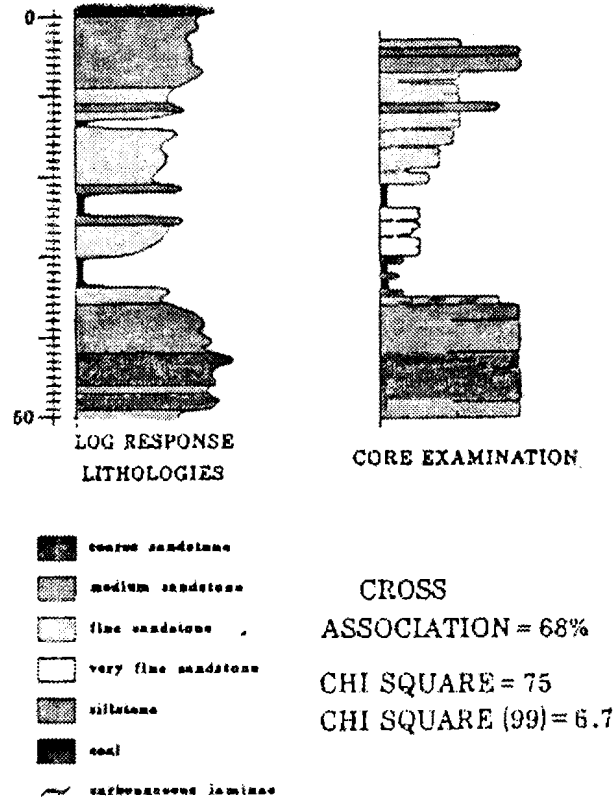 0
50
LOG RESPONSE
LITHOLOGIES
CORE EXAMINATION
coarse sandstone
medium sandstone
fine sandstone
very fine sandstone
siltstone
coal
carbonaceous laminae
CROSS
ASSOCIATION = 68%
CHI SQUARE = 75
CHI SQUARE (99) = 6.7